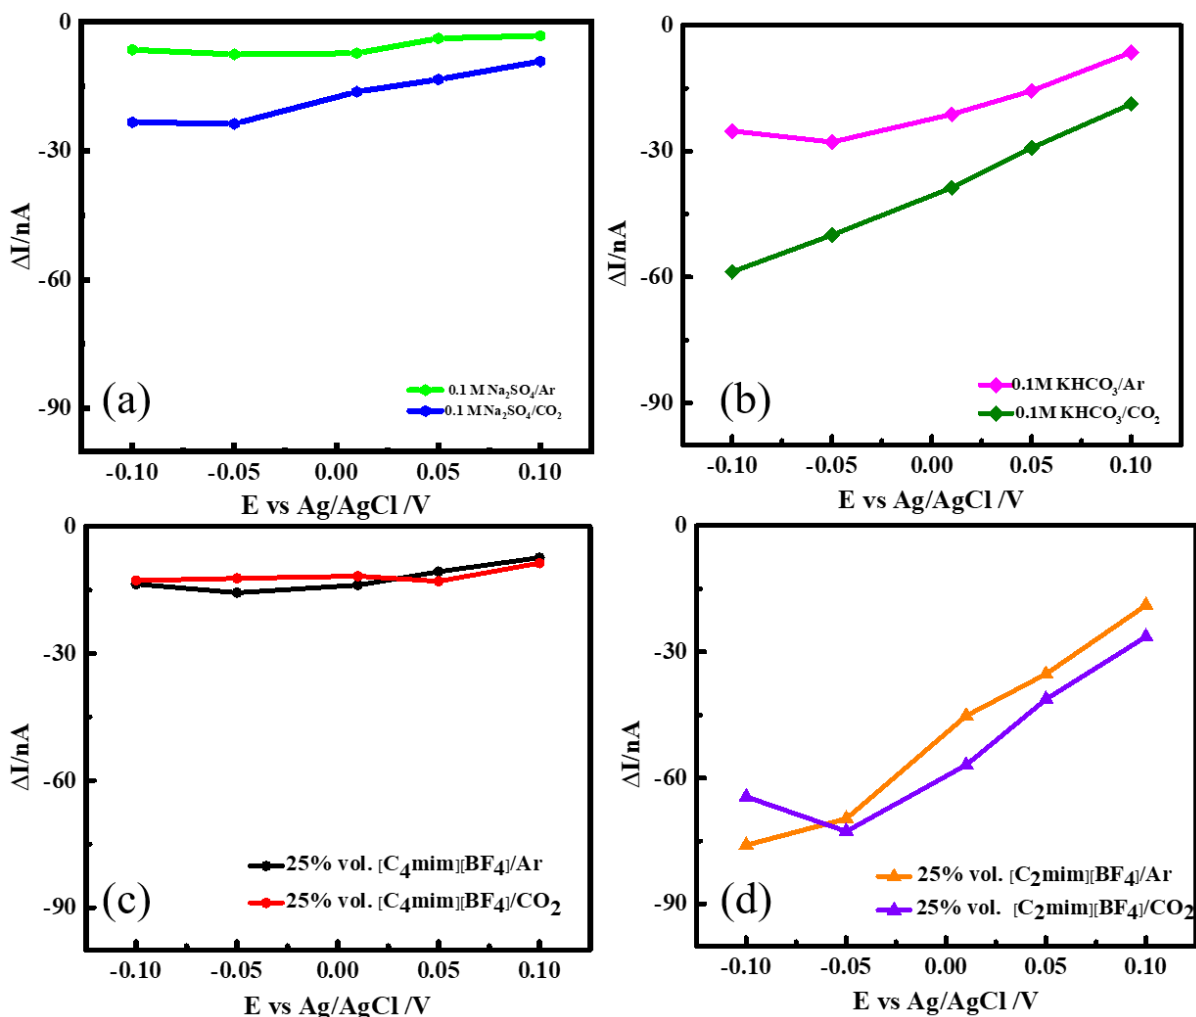 0
-30
-60
-90
ΔI/nA
(a)
0.1 M Na₂SO₄/Ar
0.1 M Na₂SO₄/CO₂
-0.10 -0.05 0.00 0.05 0.10
E vs Ag/AgCl /V
0
-30
-60
-90
ΔI/nA
(b)
0.1M KHCO₃/Ar
0.1M KHCO₃/CO₂
-0.10 -0.05 0.00 0.05 0.10
E vs Ag/AgCl /V
0
-30
-60
-90
ΔI/nA
(c)
25% vol. [C₄mim][BF₄]/Ar
25% vol. [C₄mim][BF₄]/CO₂
-0.10 -0.05 0.00 0.05 0.10
E vs Ag/AgCl /V
0
-30
-60
-90
ΔI/nA
(d)
25% vol. [C₂mim][BF₄]/Ar
25% vol. [C₂mim][BF₄]/CO₂
-0.10 -0.05 0.00 0.05 0.10
E vs Ag/AgCl /V